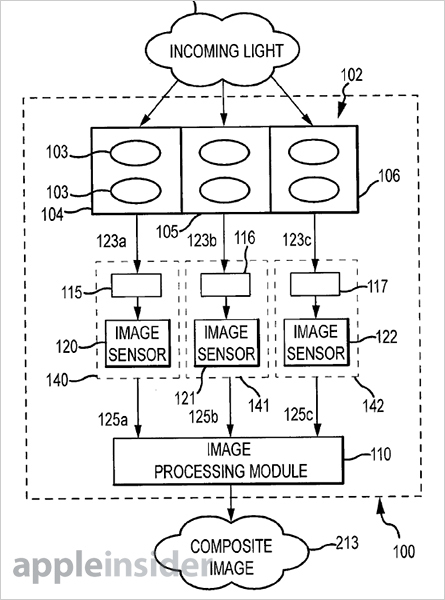 INCOMING LIGHT
102
103
103
104
105
106
123a
123b
123c
115
116
117
IMAGE
SENSOR
IMAGE
SENSOR
IMAGE
SENSOR
120
121
122
140
141
142
125a
125b
125c
IMAGE
PROCESSING MODULE
110
100
COMPOSITE
IMAGE
213
appleinsider